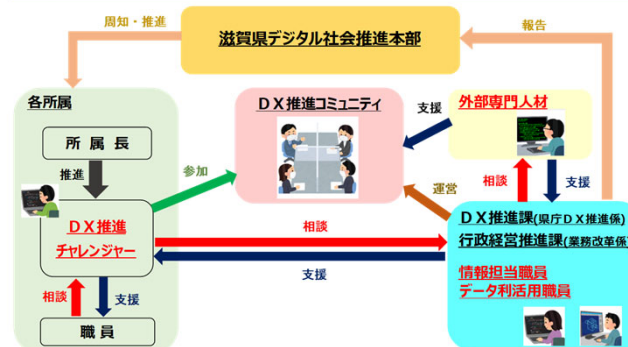 周知・推進
滋賀県デジタル社会推進本部
報告
各所属
所属長
推進
DX推進
チャレンジャー
相談
支援
職員
参加
DX推進コミュニティ
支援
外部専門人材
相談
支援
運営
相談
支援
DX推進課(県庁DX推進係)
行政経営推進課(業務改革係)
情報担当職員
データ利活用職員